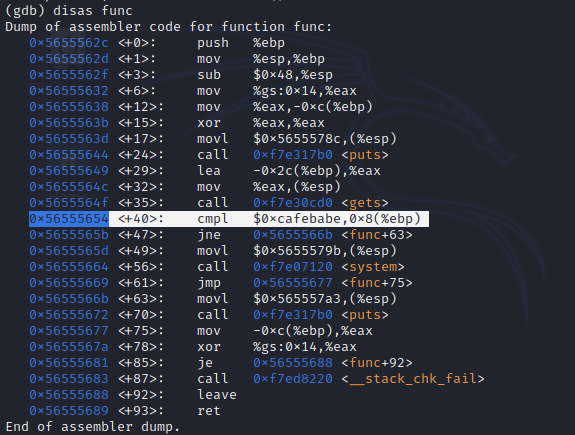 (gdb) disas func
Dump of assembler code for function func:
0×5655562c <+0>: push %ebp
0×5655562d <+1>: mov %esp,%ebp
0×5655562f <+3>: sub $0×48,%esp
0×56555632 <+6>: mov %gs:0×14,%eax
0×56555638 <+12>: mov %eax,-0×c(%ebp)
0×5655563b <+15>: xor %eax,%eax
0×5655563d <+17>: movl $0×5655578c,(%esp)
0×56555644 <+24>: call 0×f7e317b0 <puts>
0×56555649 <+29>: lea -0×2c(%ebp),%eax
0×5655564c <+32>: mov %eax,(%esp)
0×5655564f <+35>: call 0×f7e30cd0 <gets>
0×56555654 <+40>: cmpl $0×cafebabe,0×8(%ebp)
0×5655565b <+47>: jne 0×5655566b <func+63>
0×5655565d <+49>: movl $0×5655579b,(%esp)
0×56555664 <+56>: call 0×f7e07120 <system>
0×56555669 <+61>: jmp 0×56555677 <func+75>
0×5655566b <+63>: movl $0×565557a3,(%esp)
0×56555672 <+70>: call 0×f7e317b0 <puts>
0×56555677 <+75>: mov -0×c(%ebp),%eax
0×5655567a <+78>: xor %gs:0×14,%eax
0×56555681 <+85>: je 0×56555688 <func+92>
0×56555683 <+87>: call 0×f7ed8220 <__stack_chk_fail>
0×56555688 <+92>: leave
0×56555689 <+93>: ret
End of assembler dump.